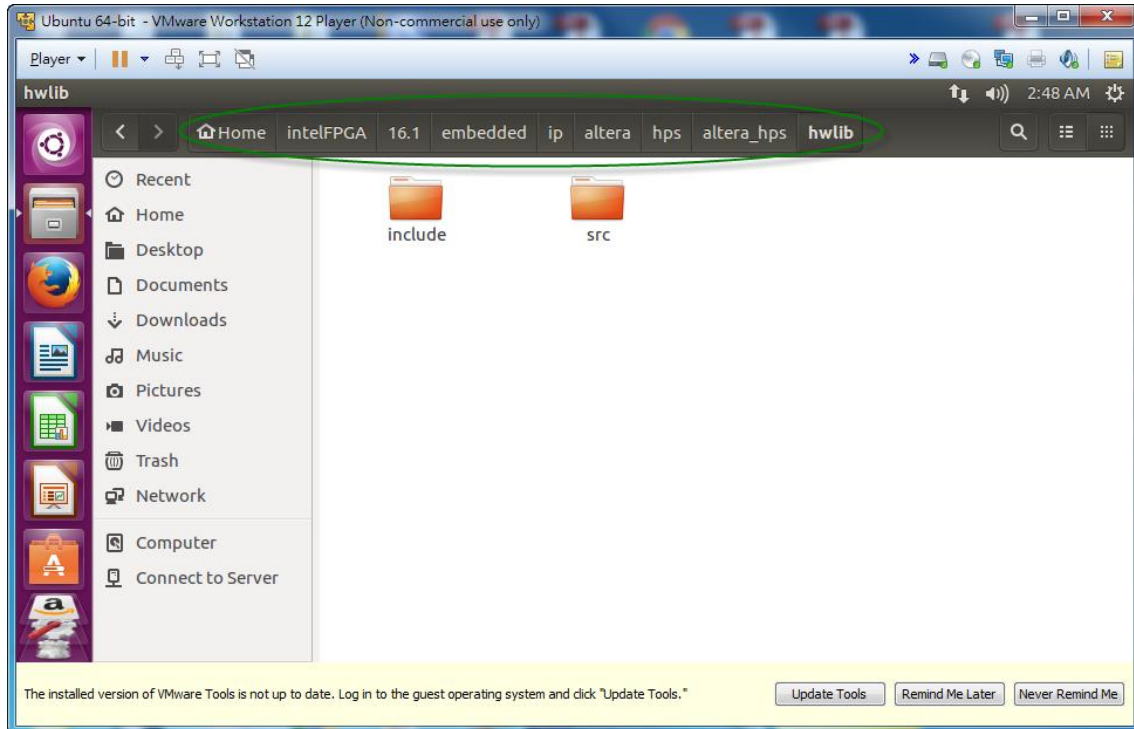 Ubuntu 64-bit - VMware Workstation 12 Player (Non-commercial use only)
Player
hwlib 2:48 AM
Home intelFPGA 16.1 embedded ip altera hps altera_hps hwlib
Recent
Home
Desktop
Documents
Downloads
Music
Pictures
Videos
Trash
Network
Computer
Connect to Server
include src
The installed version of VMware Tools is not up to date. Log in to the guest operating system and click "Update Tools." Update Tools Remind Me Later Never Remind Me